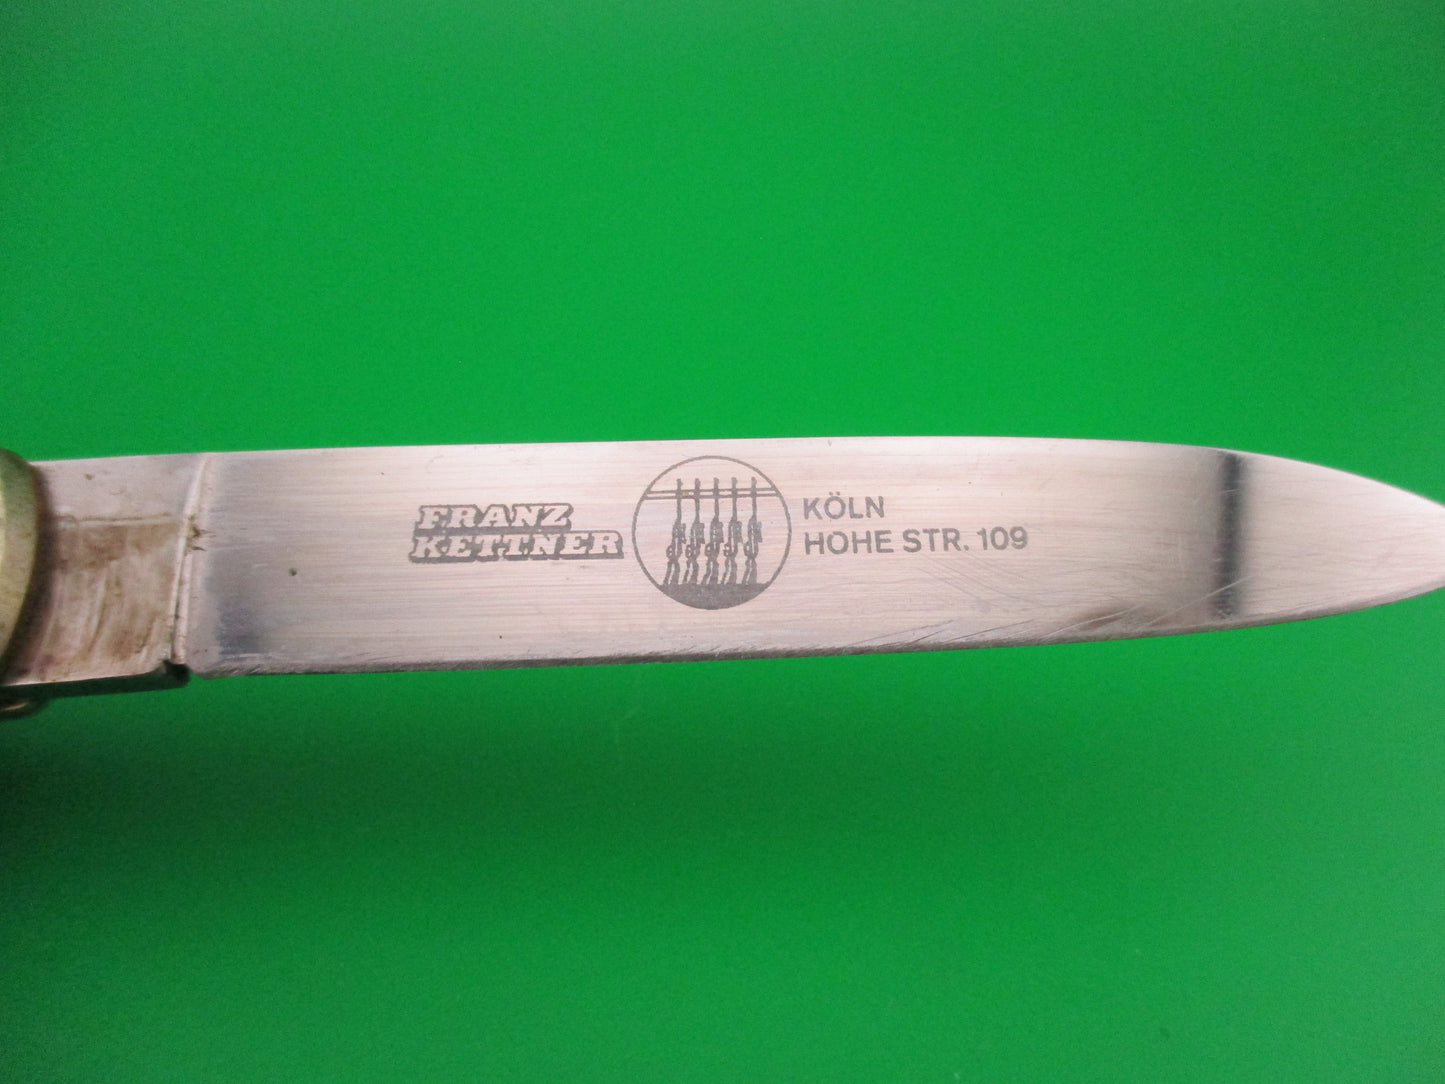 FRANZ
KETTNER
KÖLN
HOHE STR. 109